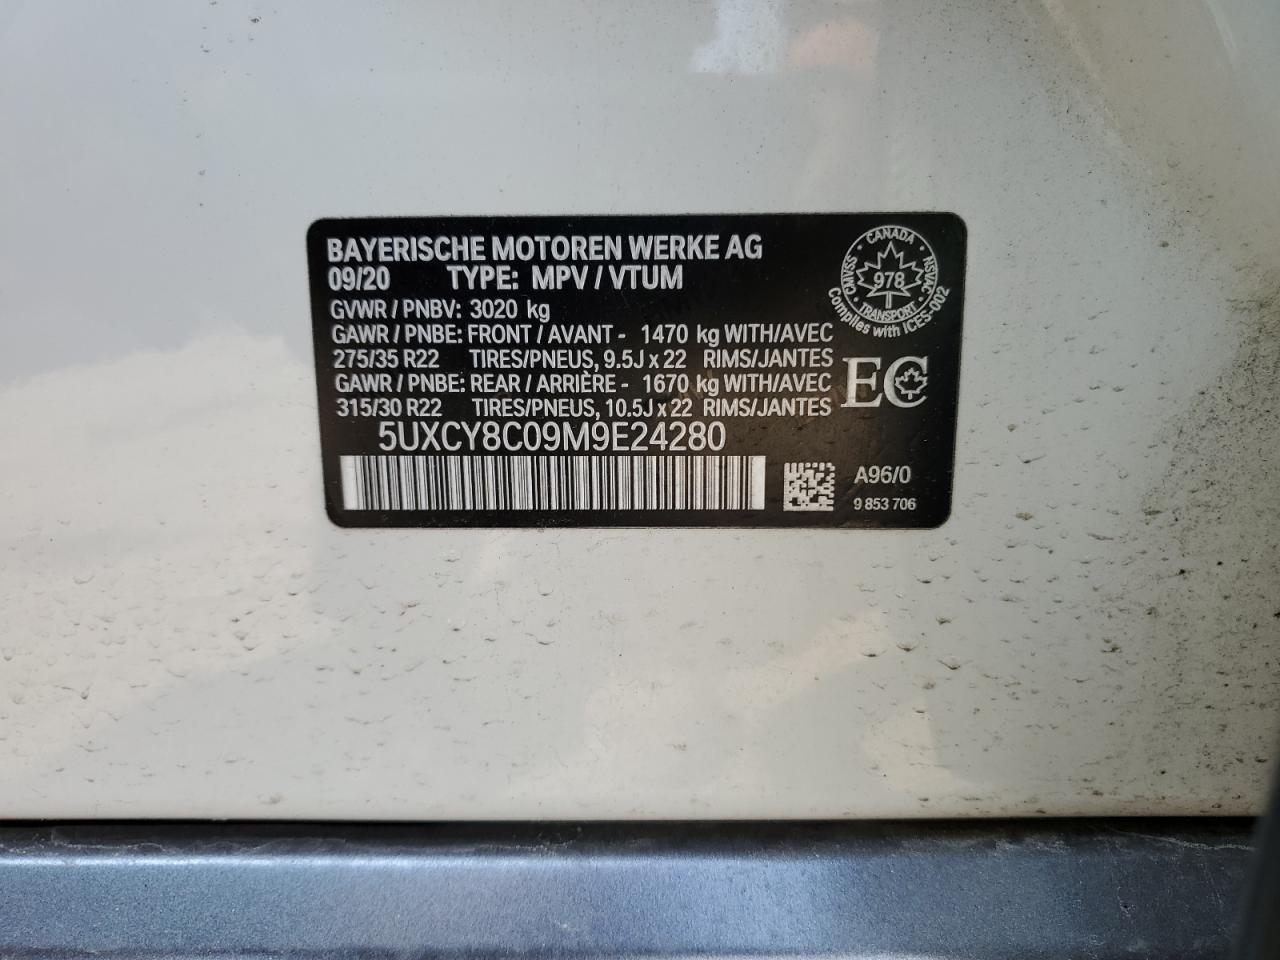 BAYERISCHE MOTOREN WERKE AG
09/20 TYPE: MPV / VTUM
GVWR / PNBV: 3020 kg
GAWR / PNBE: FRONT / AVANT - 1470 kg WITH/AVEC
275/35 R22 TIRES/PNEUS, 9.5J x 22 RIMS/JANTES
GAWR / PNBE: REAR / ARRIÈRE - 1670 kg WITH/AVEC
315/30 R22 TIRES/PNEUS, 10.5J x 22 RIMS/JANTES
5UXCY8C09M9E24280
CANADA
CMVSS
978
NSVAC
TRANSPORT
Complies with ICES-002
EC
A96/0
9 853 706